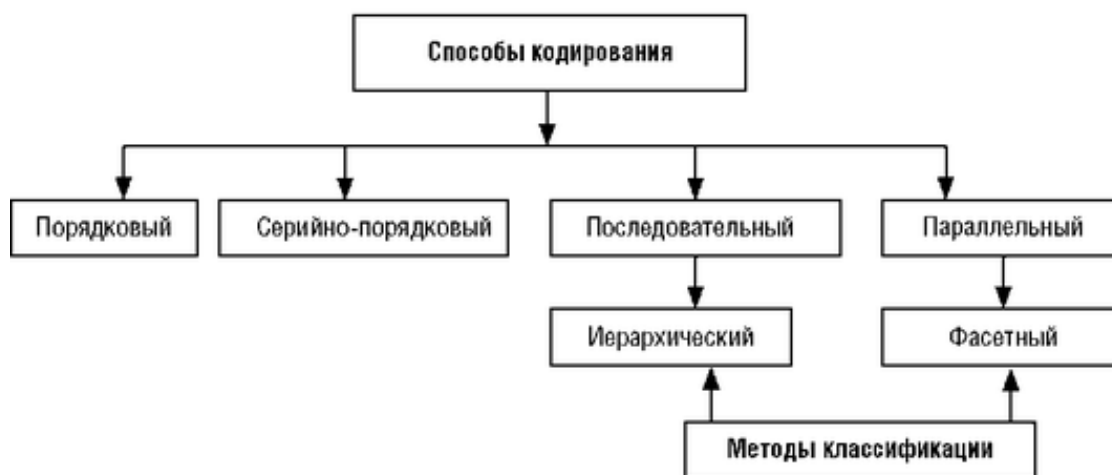 Способы кодирования
Порядковый
Серийно-порядковый
Последовательный
Параллельный
Иерархический
Фасетный
Методы классификации